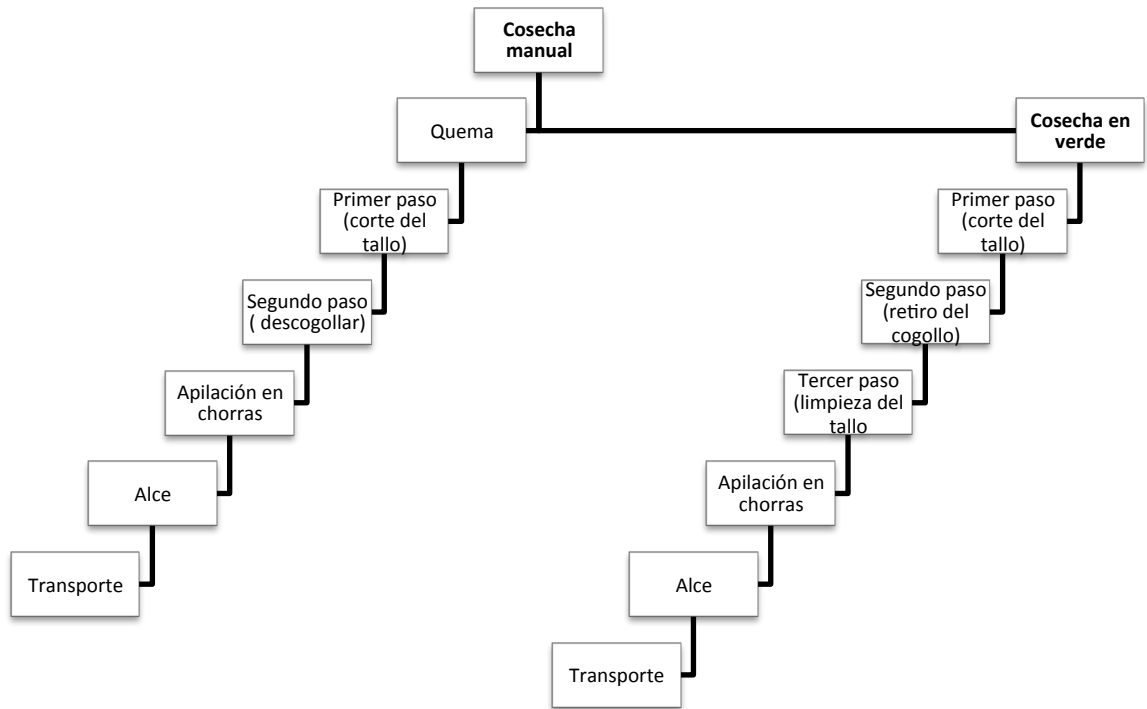 Cosecha
manual
Quema
Primer paso
(corte del
tallo)
Segundo paso
( descogollar)
Apilación en
chorras
Alce
Transporte
Cosecha en
verde
Primer paso
(corte del
tallo)
Segundo paso
(retiro del
cogollo)
Tercer paso
(limpieza del
tallo
Apilación en
chorras
Alce
Transporte